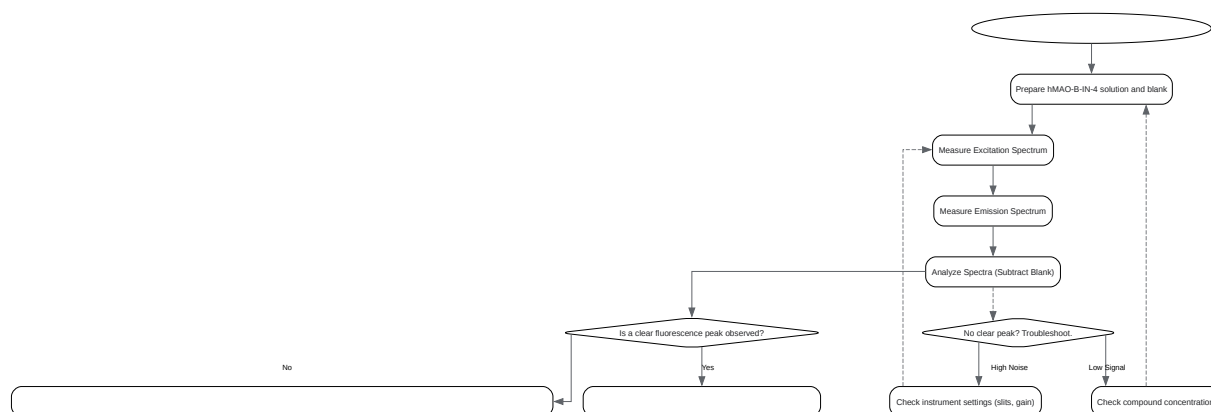 Prepare hMAO-B-IN-4 solution and blank
Measure Excitation Spectrum
Measure Emission Spectrum
Analyze Spectra (Subtract Blank)
Is a clear fluorescence peak observed?
No clear peak? Troubleshoot.
No
Yes
High Noise
Low Signal
Check instrument settings (slits, gain)
Check compound concentration